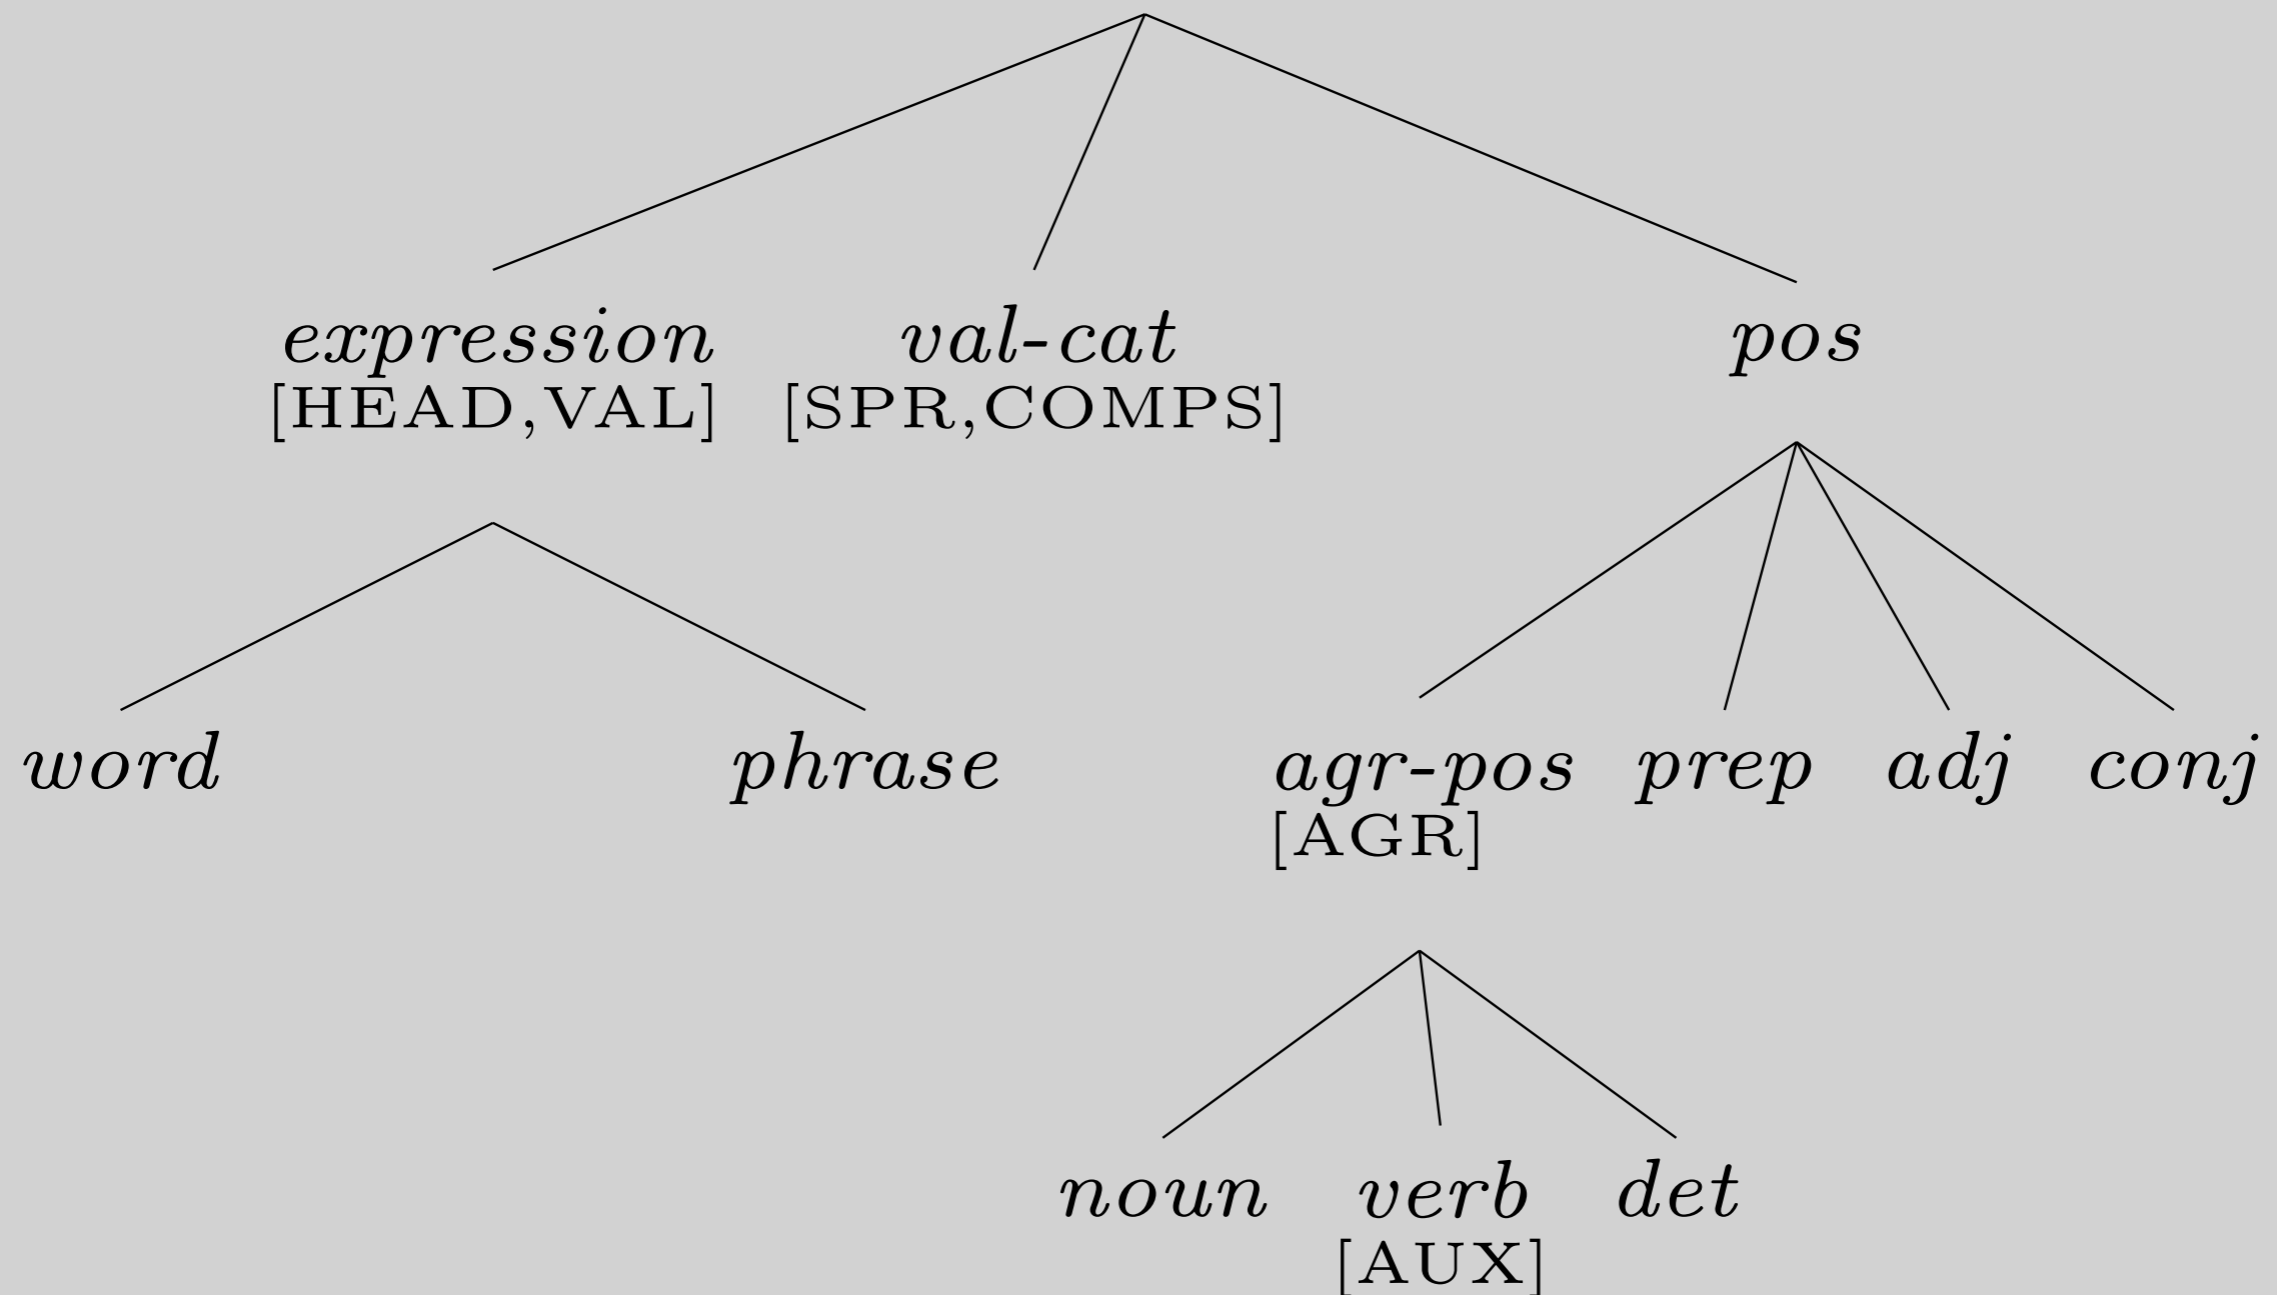 expression val-cat pos
[HEAD,VAL] [SPR,COMPS]
word phrase agr-pos prep adj conj
[AGR]
noun verb det
[AUX]